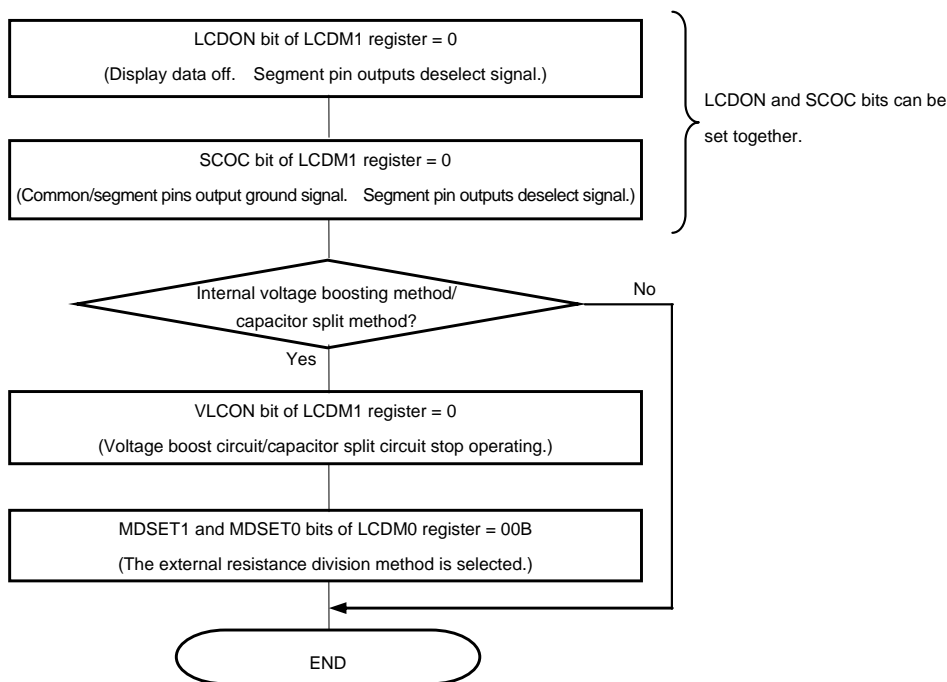 LCDON bit of LCDM1 register = 0
(Display data off. Segment pin outputs deselect signal.)
LCDON and SCOC bits can be
set together.
SCOC bit of LCDM1 register = 0
(Common/segment pins output ground signal. Segment pin outputs deselect signal.)
Internal voltage boosting method/
capacitor split method?
No
Yes
VLCON bit of LCDM1 register = 0
(Voltage boost circuit/capacitor split circuit stop operating.)
MDSET1 and MDSET0 bits of LCDM0 register = 00B
(The external resistance division method is selected.)
END